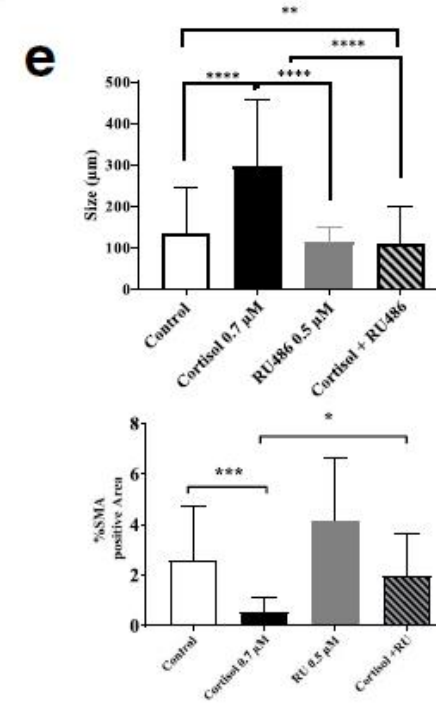 e
**
****
**** ****
500
400
300
200
100
0
Size (µm)
Control
Cortisol 0.7 µM
RU486 0.5 µM
Cortisol + RU486
*
***
8
6
4
2
0
%SMA
positive Area
Control
Cortisol 0.7 µM
RU 0.5 µM
Cortisol +RU